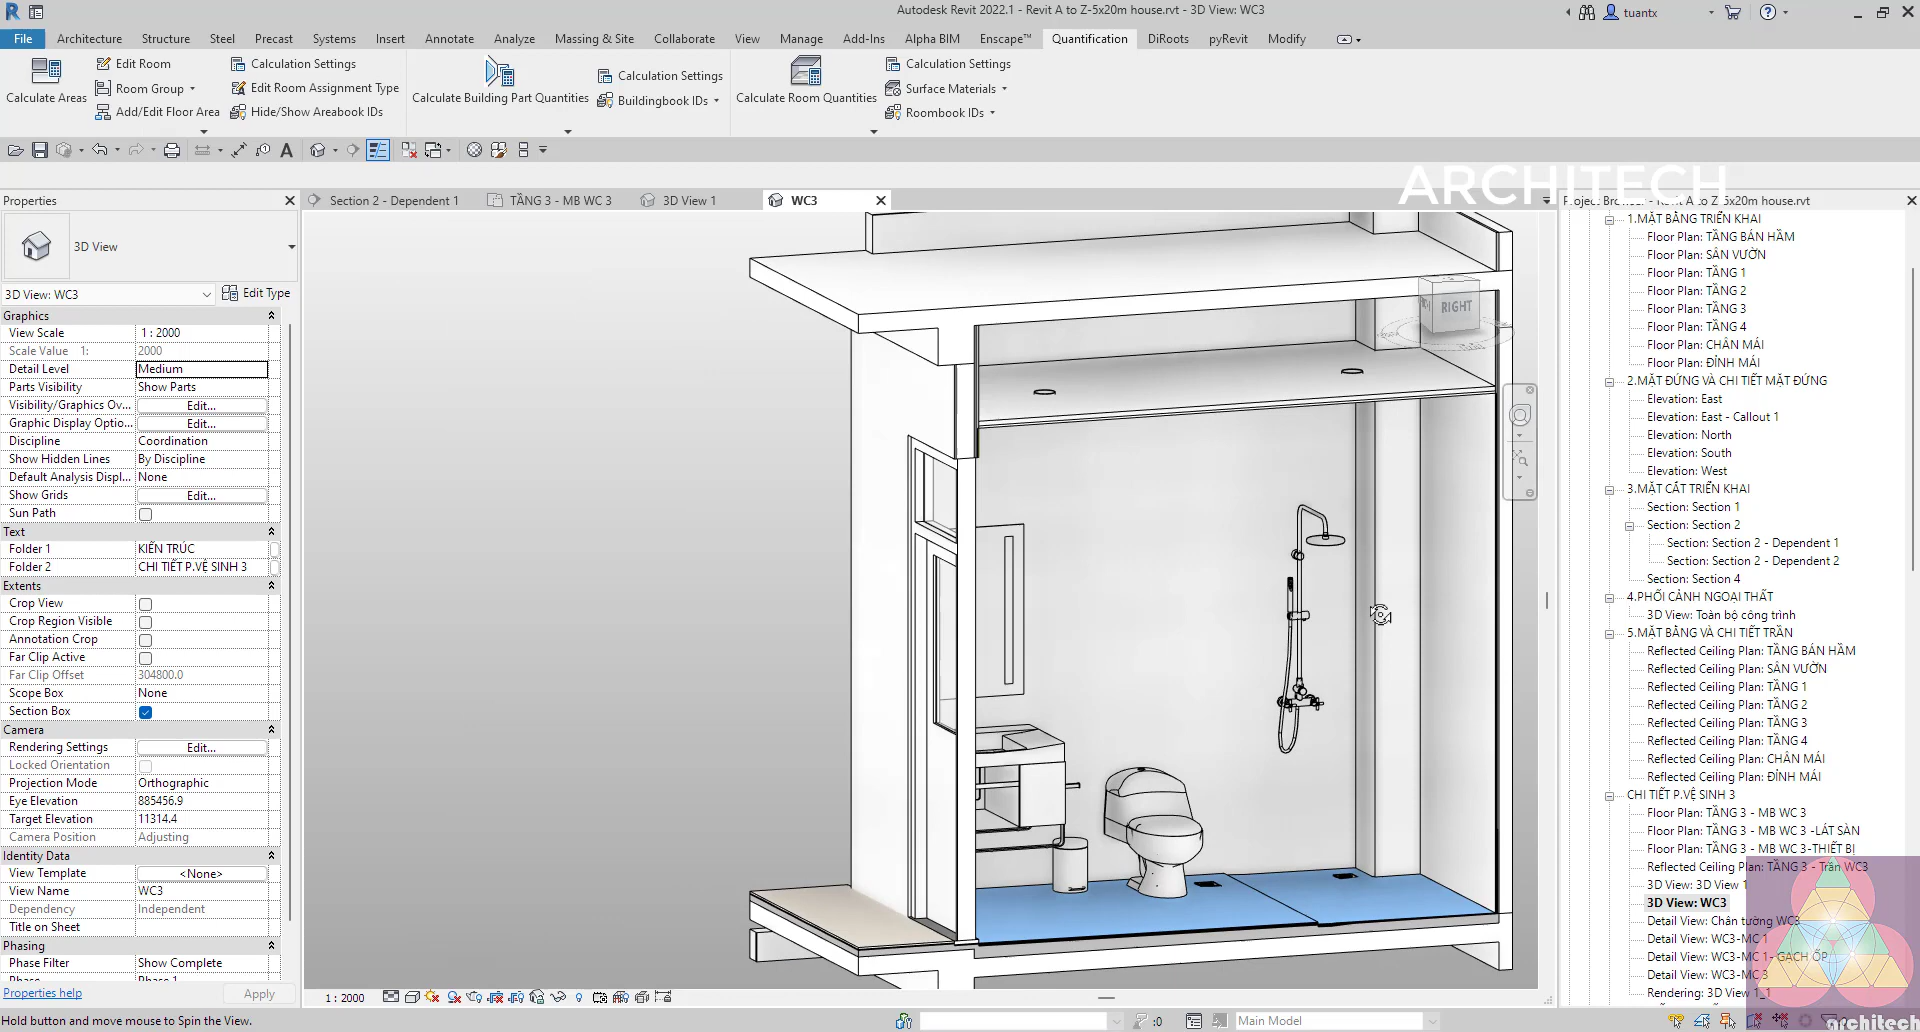 Autodesk Revit 2022.1 - Revit A to Z-5x20m house.rvt - 3D View: WC3
tuantx
File Architecture Structure Steel Precast Systems Insert Annotate Analyze Massing & Site Collaborate View Manage Add-Ins Alpha BIM Enscape™ Quantification DiRoots pyRevit Modify
Calculate Areas
Edit Room
Room Group
Add/Edit Floor Area
Calculation Settings
Edit Room Assignment Type
Hide/Show Areabook IDs
Calculate Building Part Quantities
Calculation Settings
Buildingbook IDs
Calculate Room Quantities
Calculation Settings
Surface Materials
Roombook IDs
ARCHITECH
Properties
3D View
3D View: WC3
Edit Type
Graphics
View Scale 1 : 2000
Scale Value 1: 2000
Detail Level Medium
Parts Visibility Show Parts
Visibility/Graphics Ov... Edit...
Graphic Display Optio... Edit...
Discipline Coordination
Show Hidden Lines By Discipline
Default Analysis Displ... None
Show Grids Edit...
Sun Path
Text
Folder 1 KIẾN TRÚC
Folder 2 CHI TIẾT P.VỆ SINH 3
Extents
Crop View
Crop Region Visible
Annotation Crop
Far Clip Active
Far Clip Offset 304800.0
Scope Box None
Section Box
Camera
Rendering Settings Edit...
Locked Orientation
Projection Mode Orthographic
Eye Elevation 885456.9
Target Elevation 11314.4
Camera Position Adjusting
Identity Data
View Template <None>
View Name WC3
Dependency Independent
Title on Sheet
Phasing
Phase Filter Show Complete
Properties help
Apply
Section 2 - Dependent 1
TẦNG 3 - MB WC 3
3D View 1
WC3
RIGHT
1 : 2000
Project Browser - Revit A to Z-5x20m house.rvt
1.MẶT BẰNG TRIỂN KHAI
Floor Plan: TẦNG BÁN HẦM
Floor Plan: SÂN VƯỜN
Floor Plan: TẦNG 1
Floor Plan: TẦNG 2
Floor Plan: TẦNG 3
Floor Plan: TẦNG 4
Floor Plan: CHÂN MÁI
Floor Plan: ĐỈNH MÁI
2.MẶT ĐỨNG VÀ CHI TIẾT MẶT ĐỨNG
Elevation: East
Elevation: East - Callout 1
Elevation: North
Elevation: South
Elevation: West
3.MẶT CẮT TRIỂN KHAI
Section: Section 1
Section: Section 2
Section: Section 2 - Dependent 1
Section: Section 2 - Dependent 2
Section: Section 4
4.PHỐI CẢNH NGOẠI THẤT
3D View: Toàn bộ công trình
5.MẶT BẰNG VÀ CHI TIẾT TRẦN
Reflected Ceiling Plan: TẦNG BÁN HẦM
Reflected Ceiling Plan: SÂN VƯỜN
Reflected Ceiling Plan: TẦNG 1
Reflected Ceiling Plan: TẦNG 2
Reflected Ceiling Plan: TẦNG 3
Reflected Ceiling Plan: TẦNG 4
Reflected Ceiling Plan: CHÂN MÁI
Reflected Ceiling Plan: ĐỈNH MÁI
CHI TIẾT P.VỆ SINH 3
Floor Plan: TẦNG 3 - MB WC 3
Floor Plan: TẦNG 3 - MB WC 3 -LÁT SÀN
Floor Plan: TẦNG 3 - MB WC 3-THIẾT BỊ
Reflected Ceiling Plan: TẦNG 3 - Trần WC3
3D View: 3D View 1
3D View: WC3
Detail View: Chân tường WC3
Detail View: WC3-MC 1
Detail View: WC3-MC 1- GẠCH ỐP
Detail View: WC3-MC 3
Rendering: 3D View 1_1
architech
Hold button and move mouse to Spin the View.
:0
Main Model